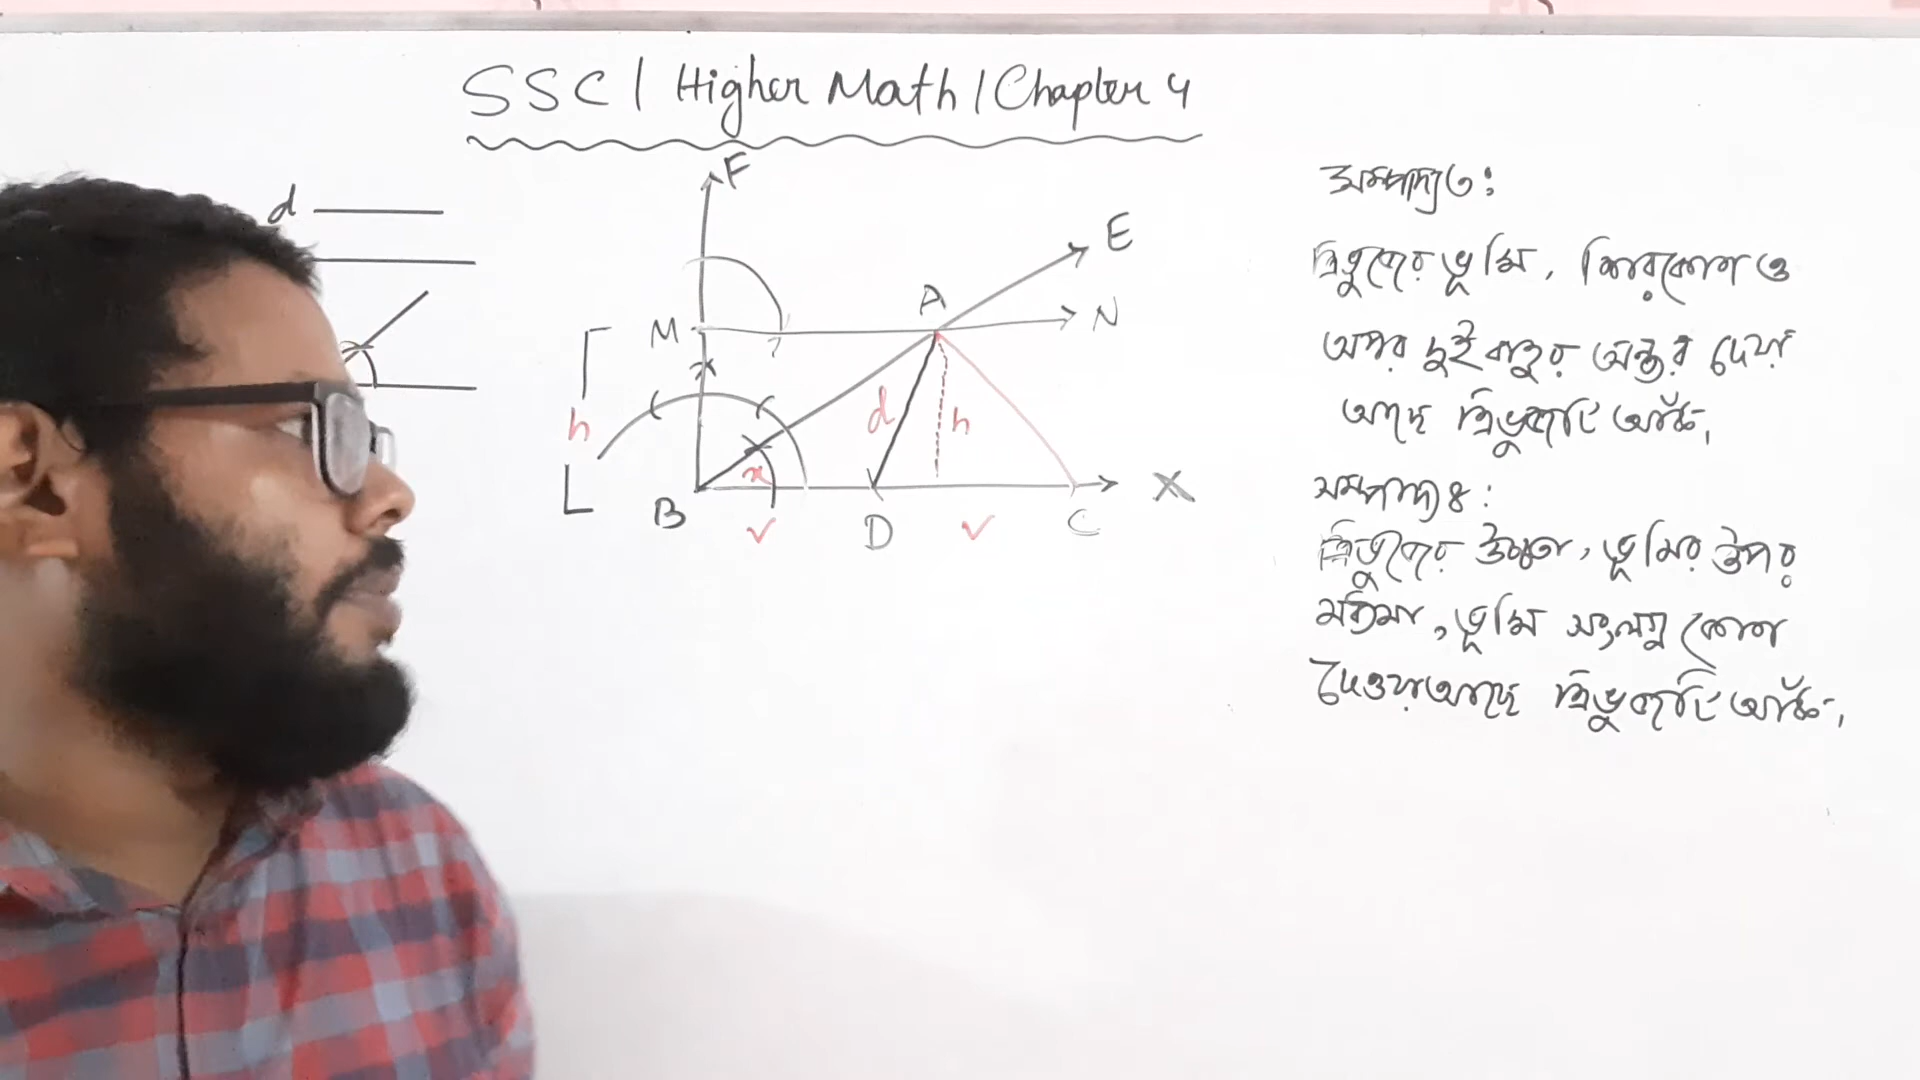 SSC / Higher Math / Chapter 4
d
F
E
A
N
M
h
d
h
x
B
D
C
X
সম্পাদ্য ৩:
ত্রিভুজের ভূমি, শিরঃকোণ ও
অপর দুই বাহুর অন্তর দেয়া
আছে ত্রিভুজটি আঁক।
সম্পাদ্য ৪:
ত্রিভুজের উচ্চতা, ভূমির উপর
মধ্যমা, ভূমি সংলগ্ন কোণ
দেওয়া আছে ত্রিভুজটি আঁক।